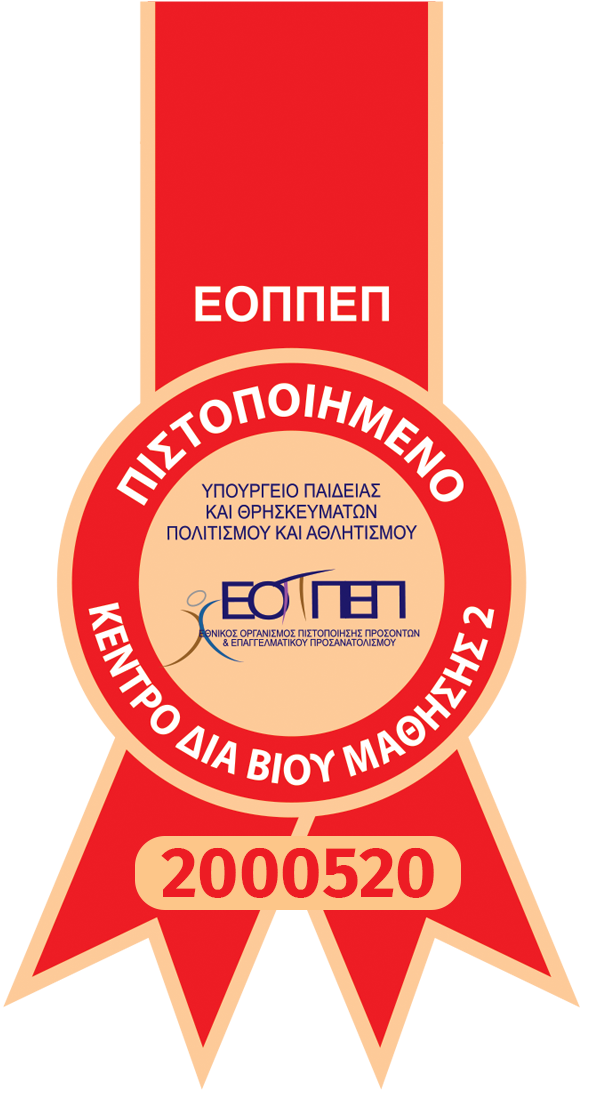 ΕΟΠΠΕΠ
ΠΙΣΤΟΠΟΙΗΜΕΝΟ
ΥΠΟΥΡΓΕΙΟ ΠΑΙΔΕΙΑΣ
ΚΑΙ ΘΡΗΣΚΕΥΜΑΤΩΝ
ΠΟΛΙΤΙΣΜΟΥ ΚΑΙ ΑΘΛΗΤΙΣΜΟΥ
ΕΟΠΠΕΠ
ΕΘΝΙΚΟΣ ΟΡΓΑΝΙΣΜΟΣ ΠΙΣΤΟΠΟΙΗΣΗΣ ΠΡΟΣΟΝΤΩΝ
& ΕΠΑΓΓΕΛΜΑΤΙΚΟΥ ΠΡΟΣΑΝΑΤΟΛΙΣΜΟΥ
ΚΕΝΤΡΟ ΔΙΑ ΒΙΟΥ ΜΑΘΗΣΗΣ 2
2000520